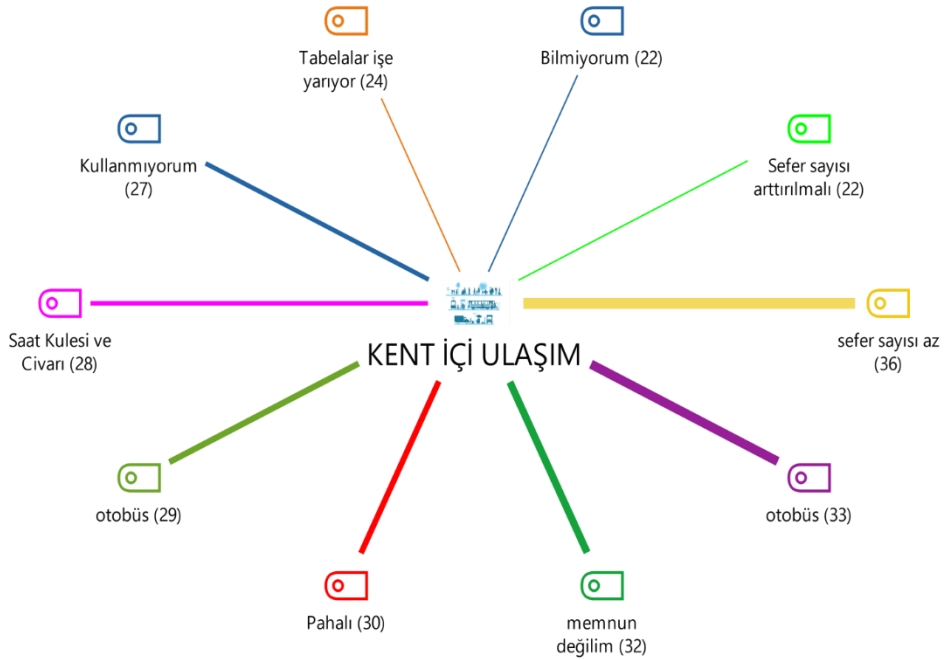 Tabelalar işe
yarıyor (24)
Bilmiyorum (22)
Kullanmıyorum
(27)
Sefer sayısı
arttırılmalı (22)
Saat Kulesi ve
Civarı (28)
KENT İÇİ ULAŞIM
sefer sayısı az
(36)
otobüs (29)
otobüs (33)
Pahalı (30)
memnun
değilim (32)